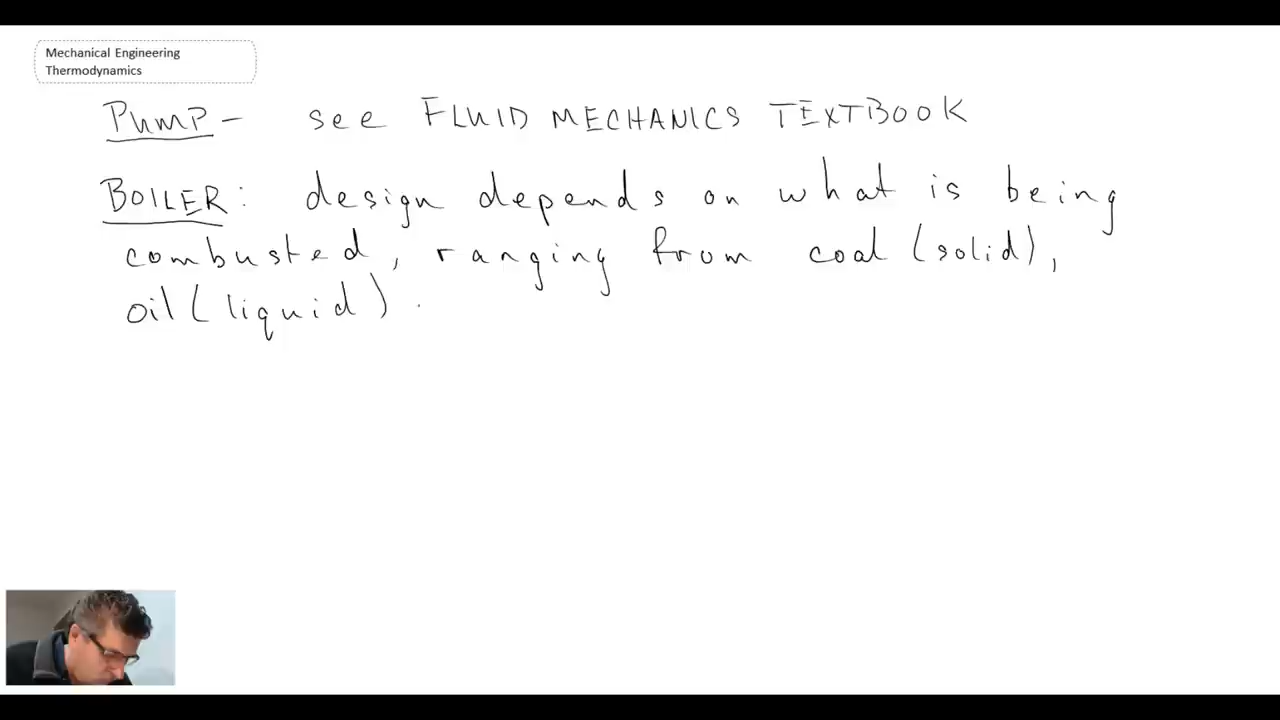 Mechanical Engineering
Thermodynamics
PUMP - see FLUID MECHANICS TEXTBOOK
BOILER: design depends on what is being
combusted, ranging from coal (solid),
oil (liquid)